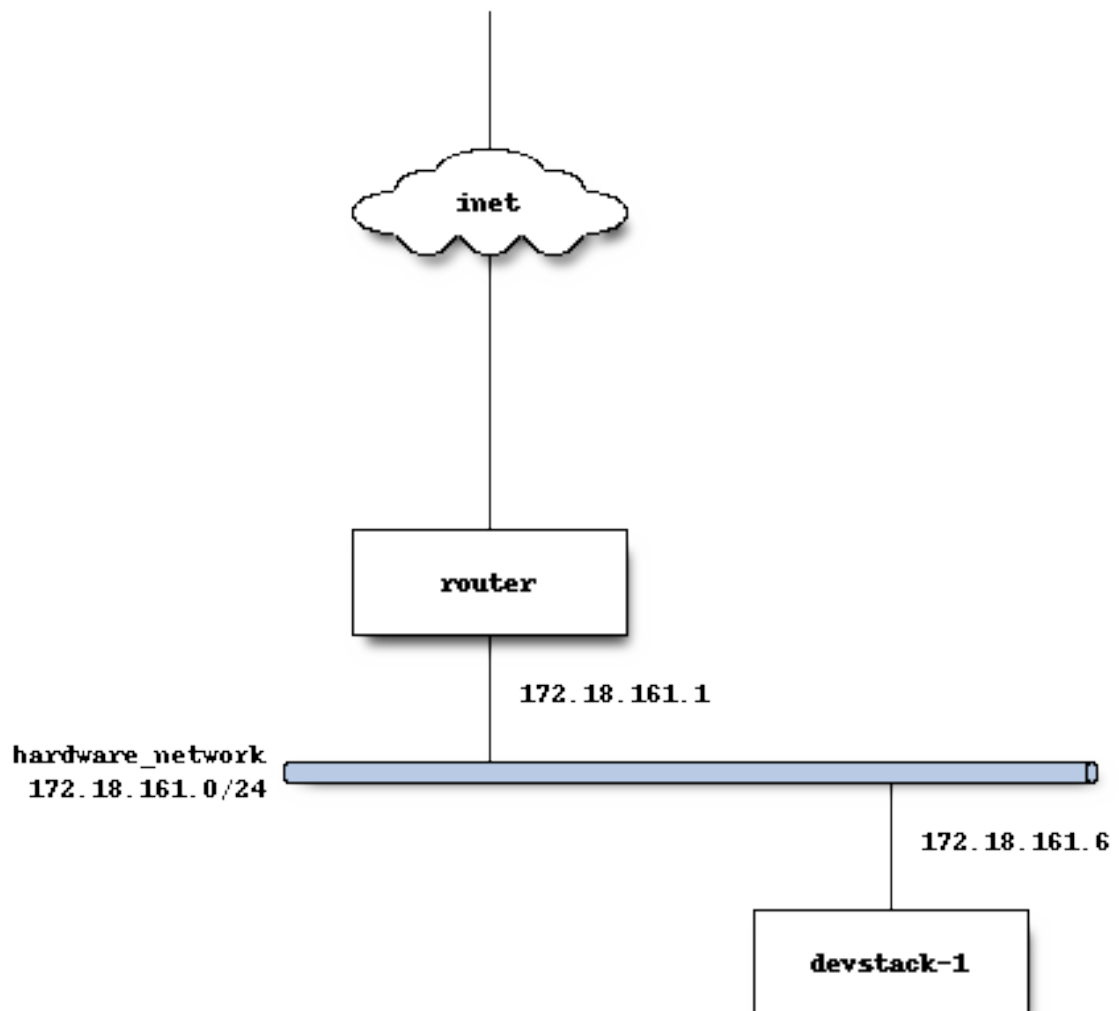 inet
router
172.18.161.1
hardware_network
172.18.161.0/24
172.18.161.6
devstack-1